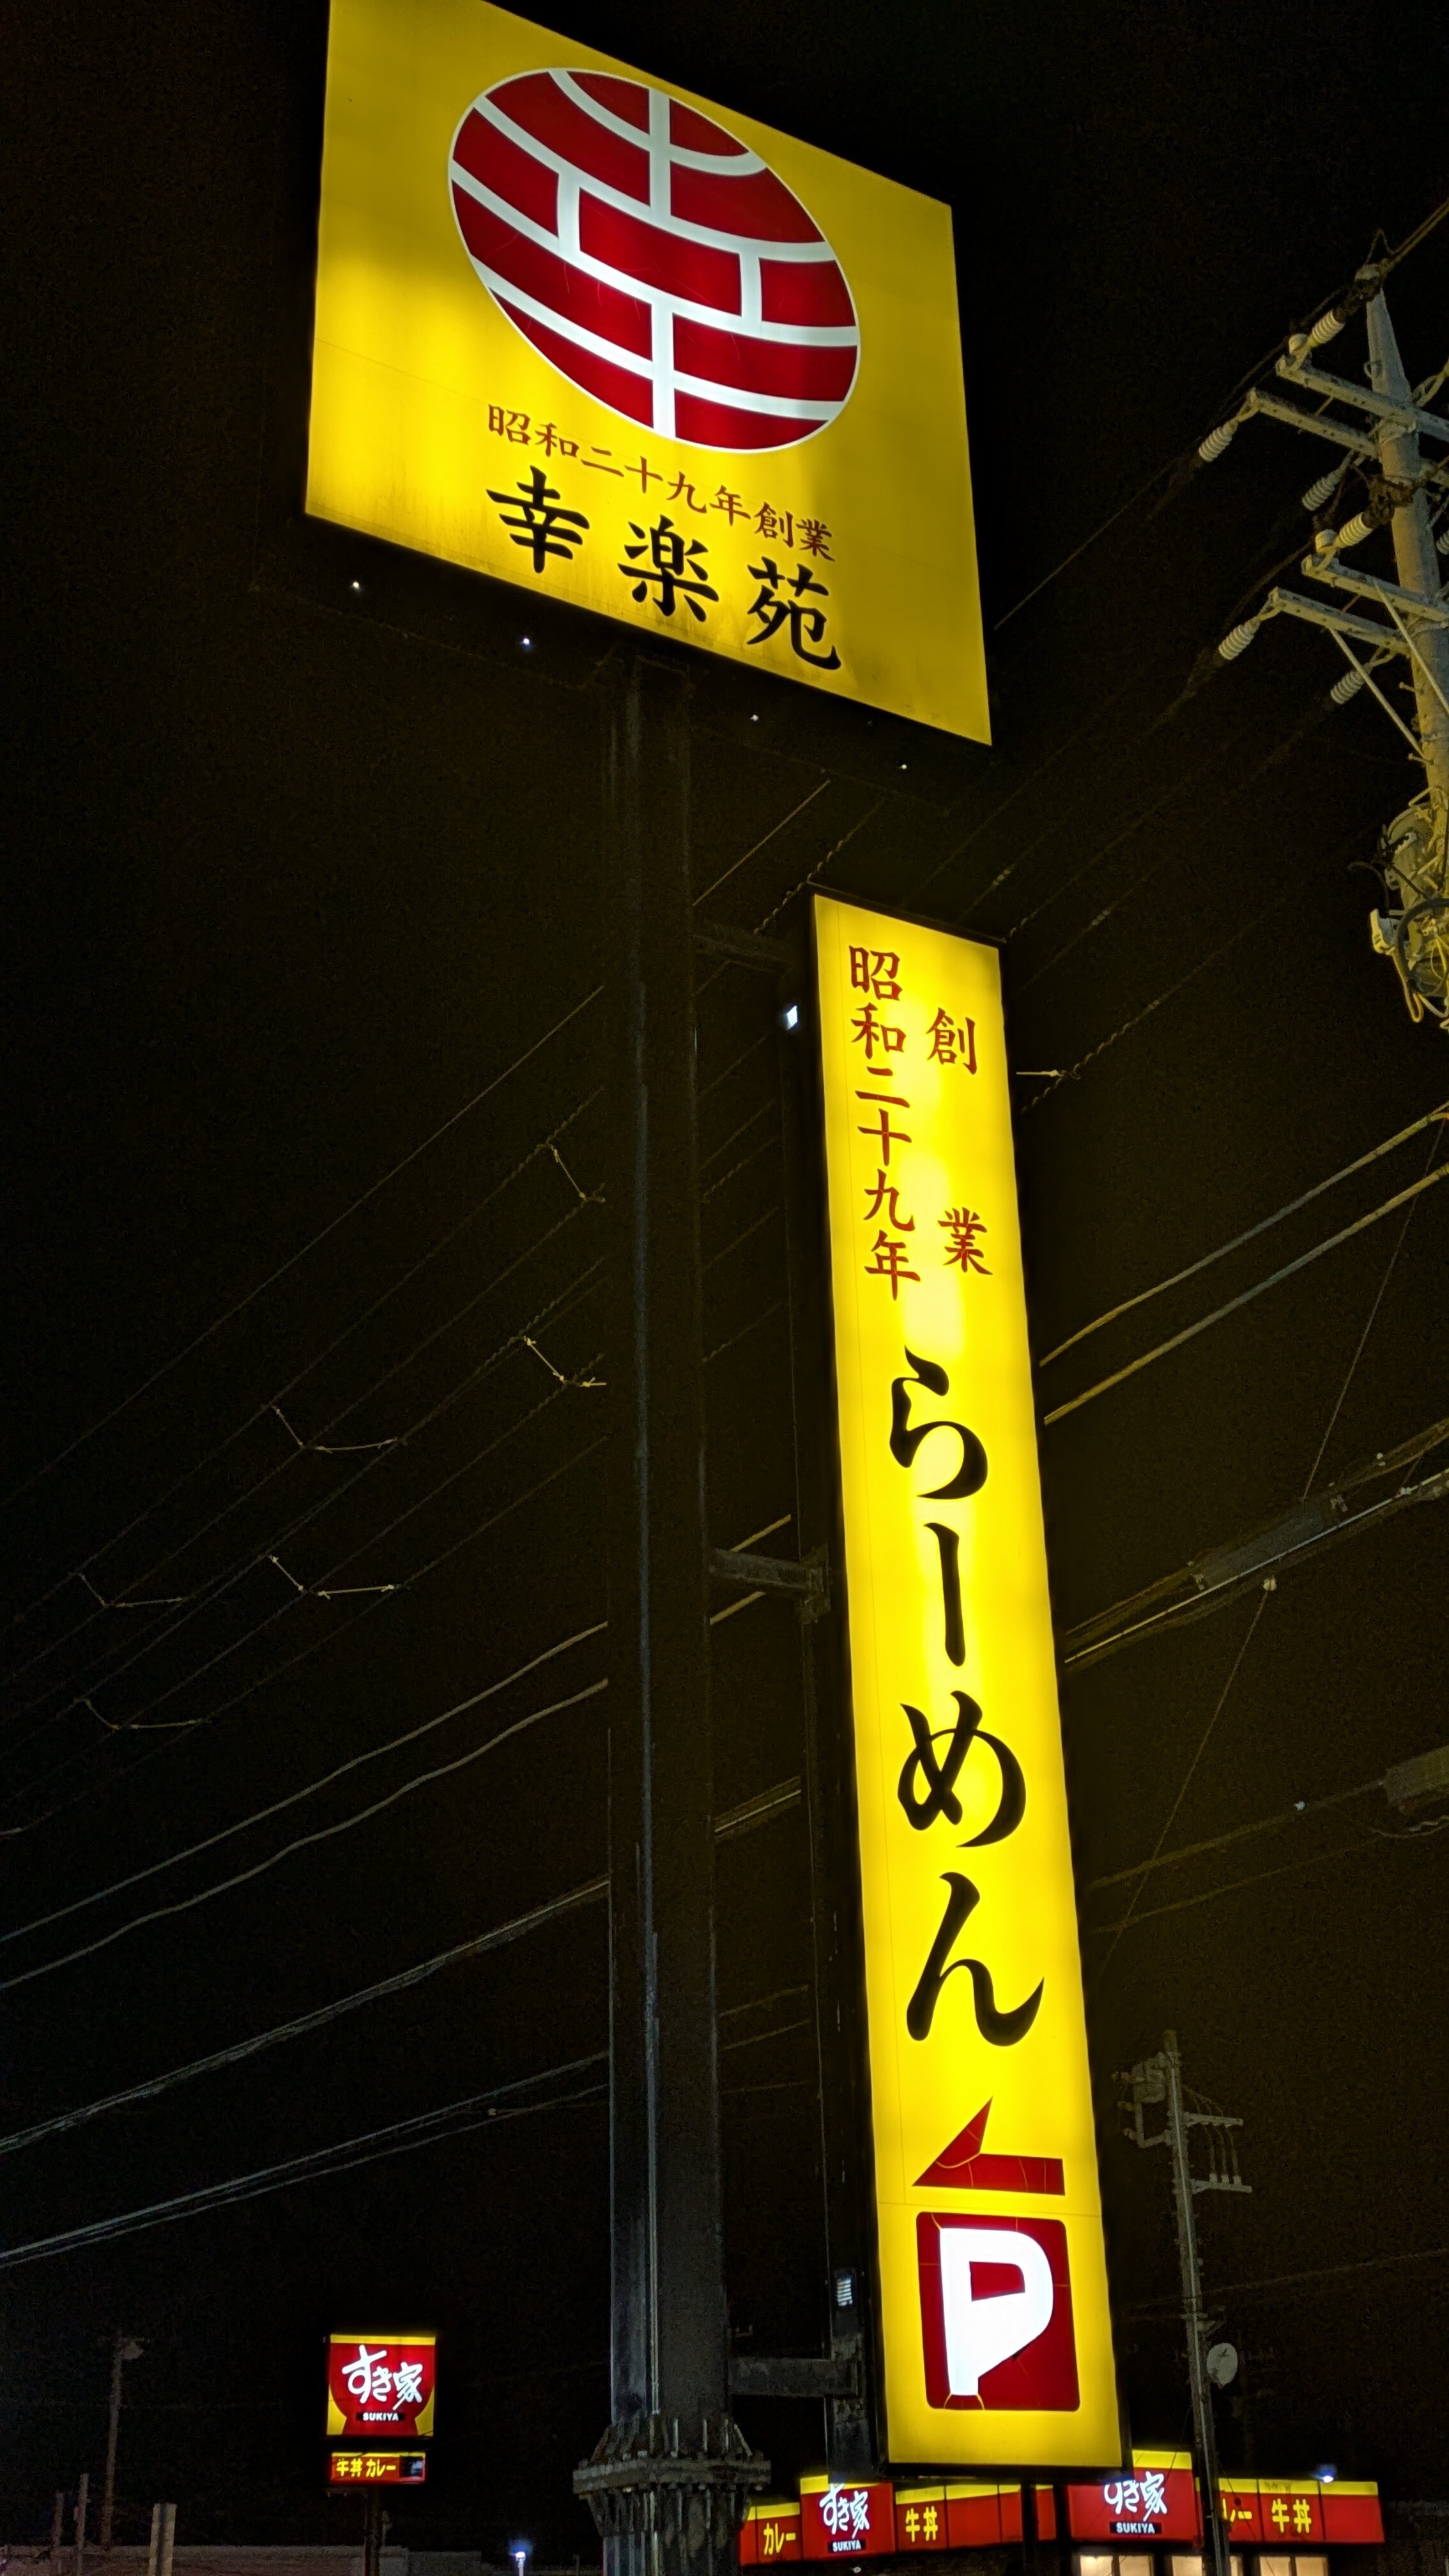 昭和二十九年創業
幸楽苑
創業
昭和二十九年
らーめん
P
すき家
SUKIYA
牛丼 カレー
カレー
すき家
SUKIYA
牛丼
すき家
SUKIYA
牛丼